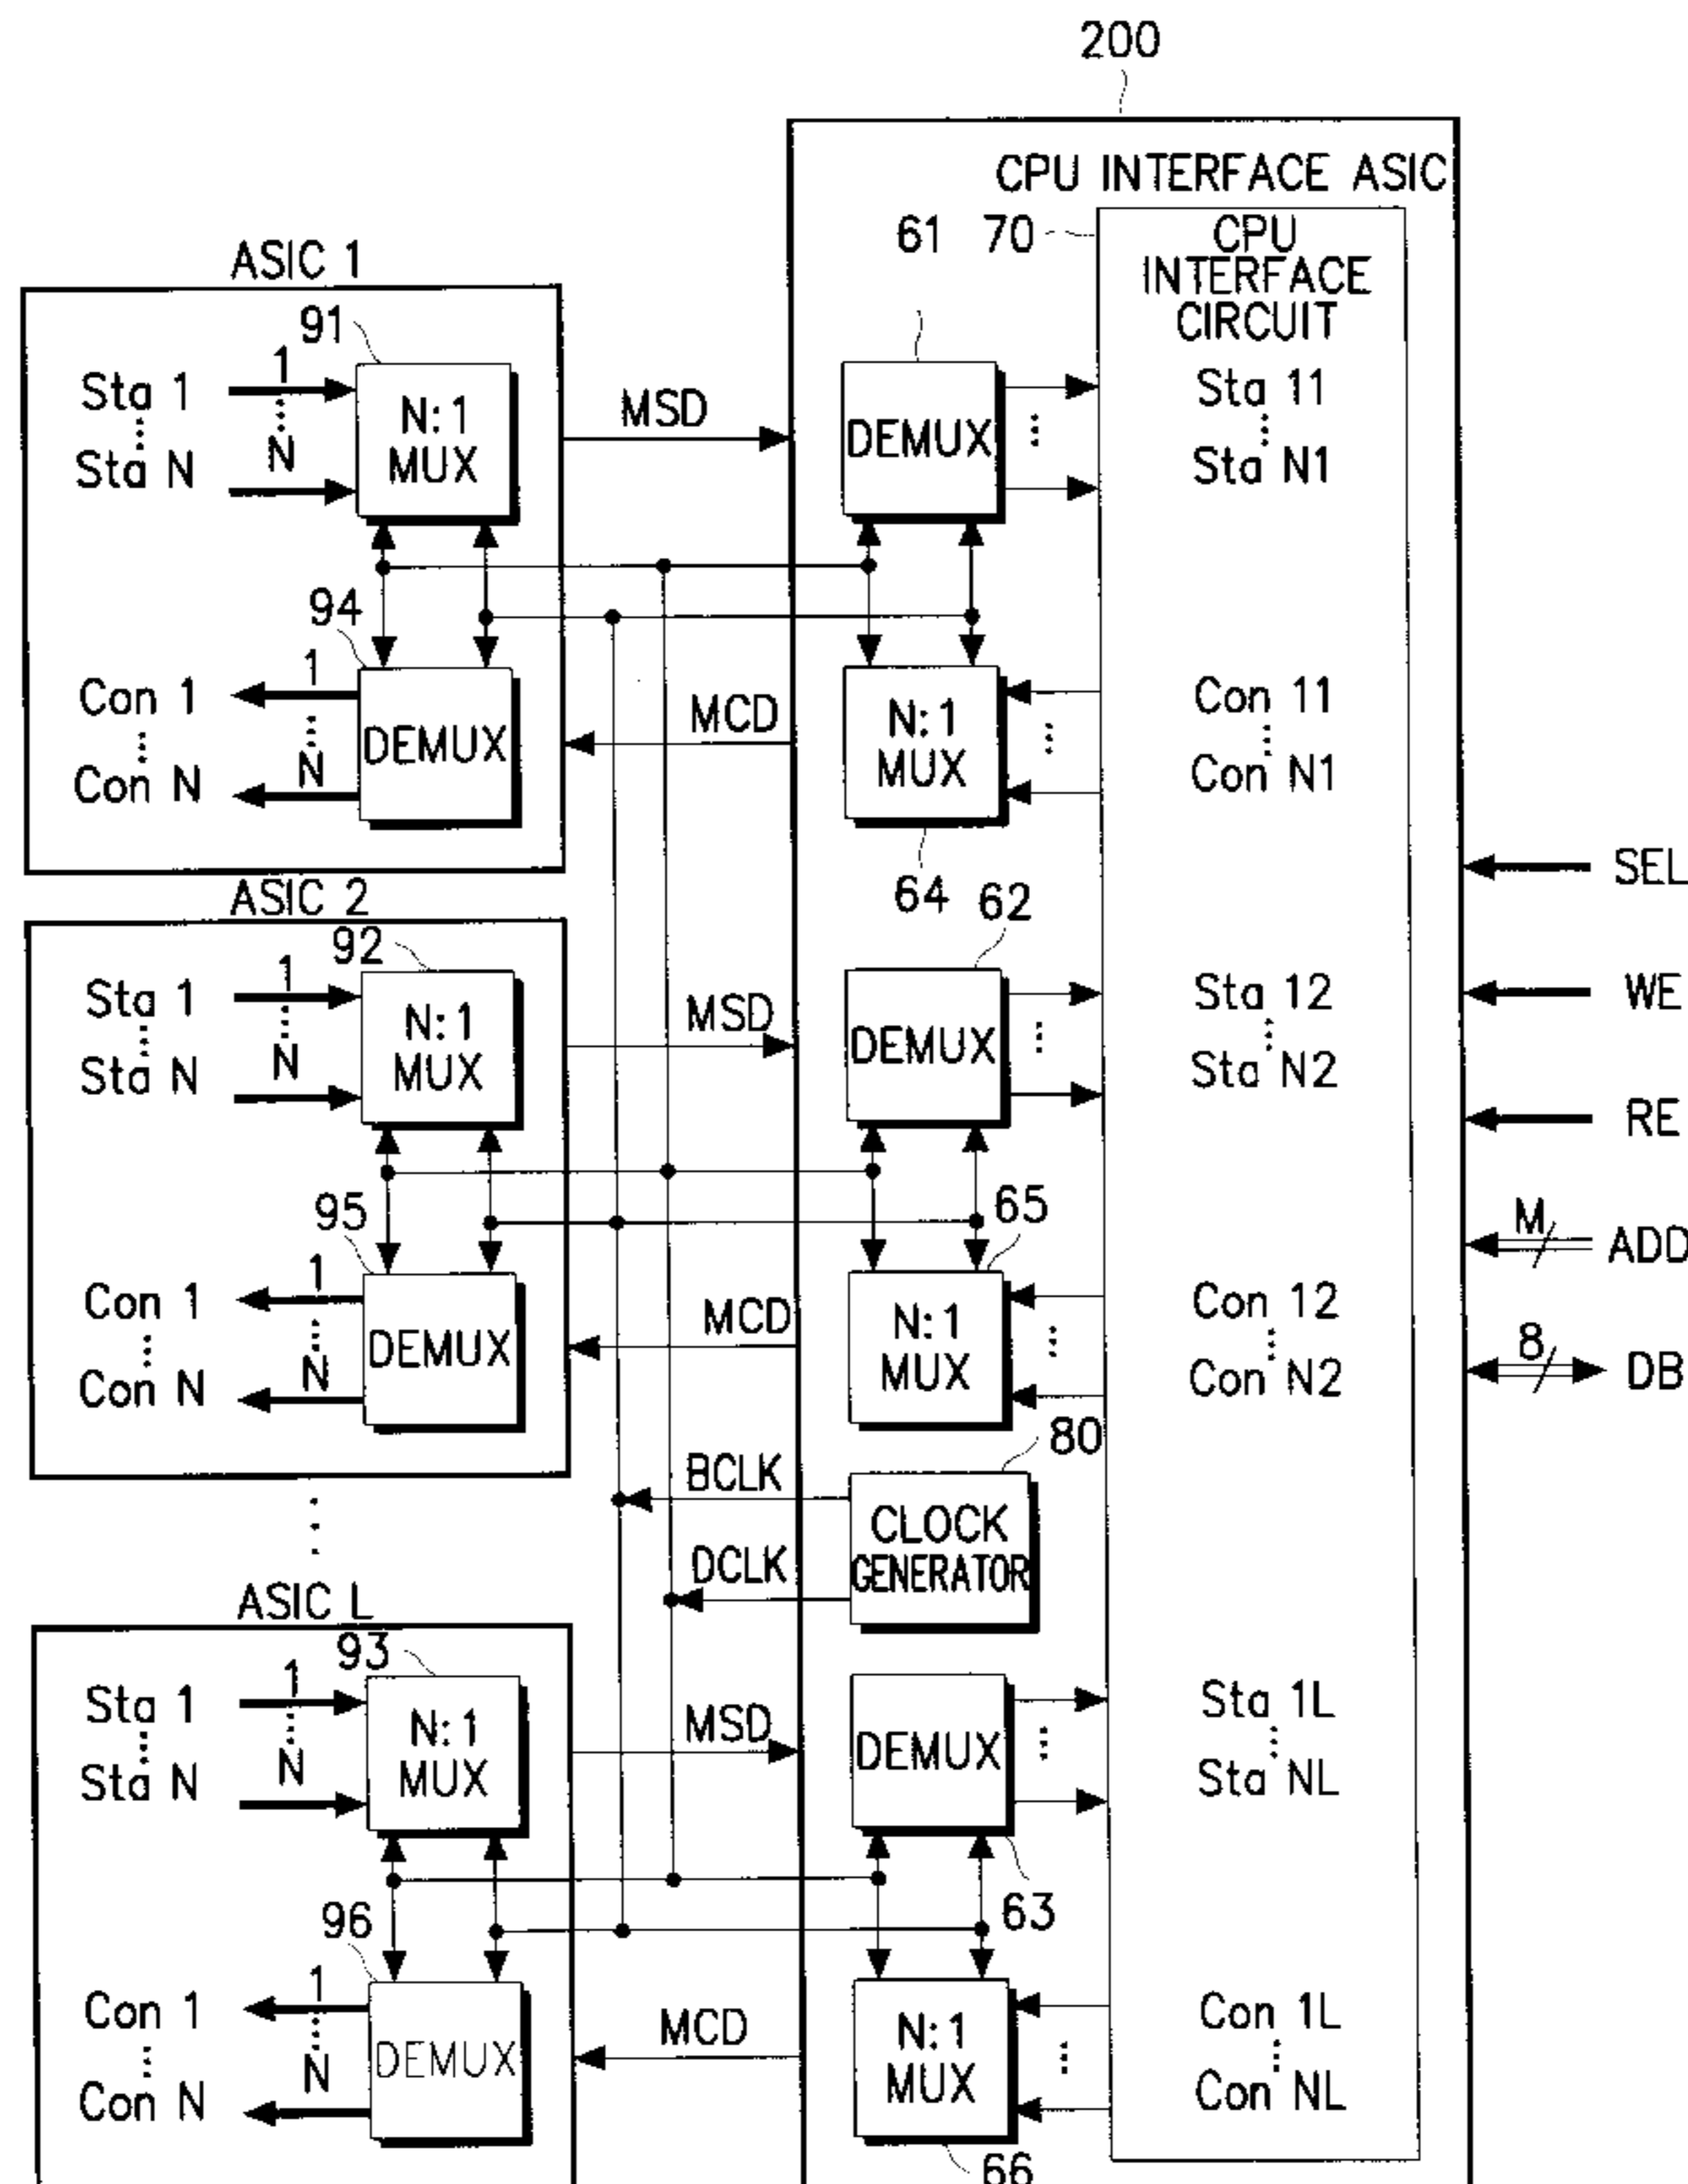 200
CPU INTERFACE ASIC
61 70
CPU
INTERFACE
CIRCUIT
ASIC 1
91
Sta 1
Sta N
1
N
N:1
MUX
MSD
DEMUX
Sta 11
Sta N1
94
Con 1
Con N
1
N
DEMUX
MCD
N:1
MUX
64
Con 11
Con N1
SEL
WE
RE
M
ADD
8
DB
ASIC 2
92
Sta 1
Sta N
1
N
N:1
MUX
MSD
62
DEMUX
Sta 12
Sta N2
95
Con 1
Con N
1
N
DEMUX
MCD
65
N:1
MUX
Con 12
Con N2
BCLK
DCLK
80
CLOCK
GENERATOR
ASIC L
93
Sta 1
Sta N
1
N
N:1
MUX
MSD
DEMUX
63
Sta 1L
Sta NL
96
Con 1
Con N
1
N
DEMUX
MCD
N:1
MUX
66
Con 1L
Con NL